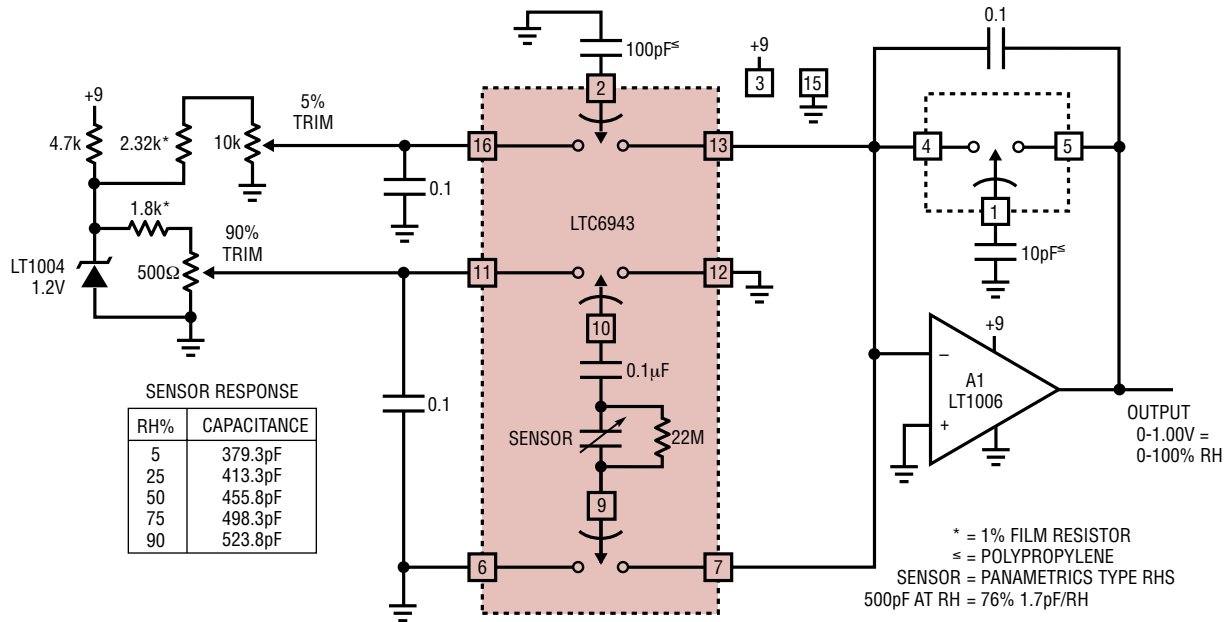 0.1
100pF≤
+9
2
3
15
+9
5%
TRIM
4.7k
2.32k*
10k
16
13
4
5
0.1
1
LTC6943
1.8k*
90%
TRIM
LT1004
1.2V
500Ω
11
12
10pF≤
10
+9
0.1µF
–
A1
LT1006
+
SENSOR RESPONSE
0.1
SENSOR
22M
OUTPUT
0-1.00V =
0-100% RH
RH% CAPACITANCE
5 379.3pF
25 413.3pF
50 455.8pF
75 498.3pF
90 523.8pF
9
6
7
* = 1% FILM RESISTOR
≤ = POLYPROPYLENE
SENSOR = PANAMETRICS TYPE RHS
500pF AT RH = 76% 1.7pF/RH